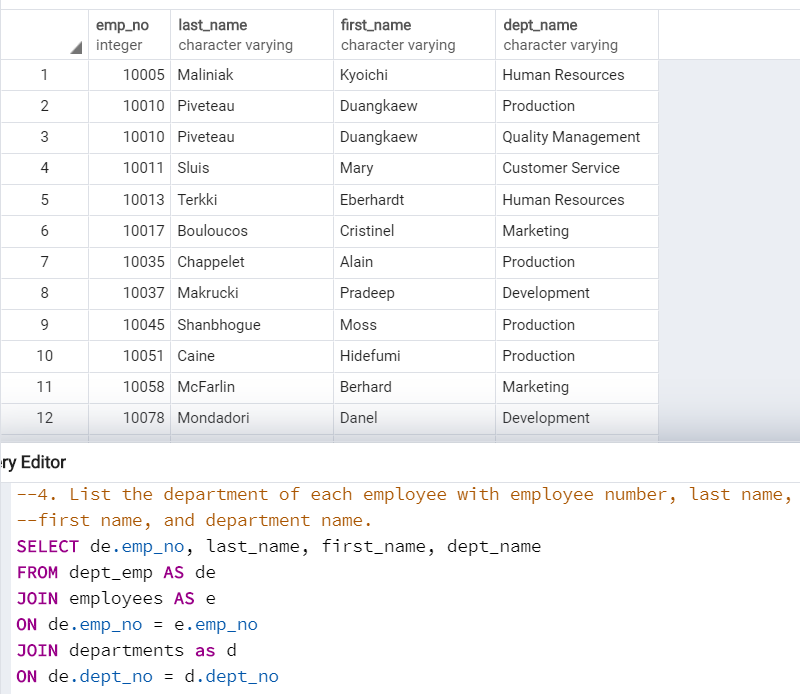 emp_no last_name first_name dept_name
integer character varying character varying character varying
1 10005 Maliniak Kyoichi Human Resources
2 10010 Piveteau Duangkaew Production
3 10010 Piveteau Duangkaew Quality Management
4 10011 Sluis Mary Customer Service
5 10013 Terkki Eberhardt Human Resources
6 10017 Bouloucos Cristinel Marketing
7 10035 Chappelet Alain Production
8 10037 Makrucki Pradeep Development
9 10045 Shanbhogue Moss Production
10 10051 Caine Hidefumi Production
11 10058 McFarlin Berhard Marketing
12 10078 Mondadori Danel Development
ry Editor
--4. List the department of each employee with employee number, last name,
--first name, and department name.
SELECT de.emp_no, last_name, first_name, dept_name
FROM dept_emp AS de
JOIN employees AS e
ON de.emp_no = e.emp_no
JOIN departments as d
ON de.dept_no = d.dept_no